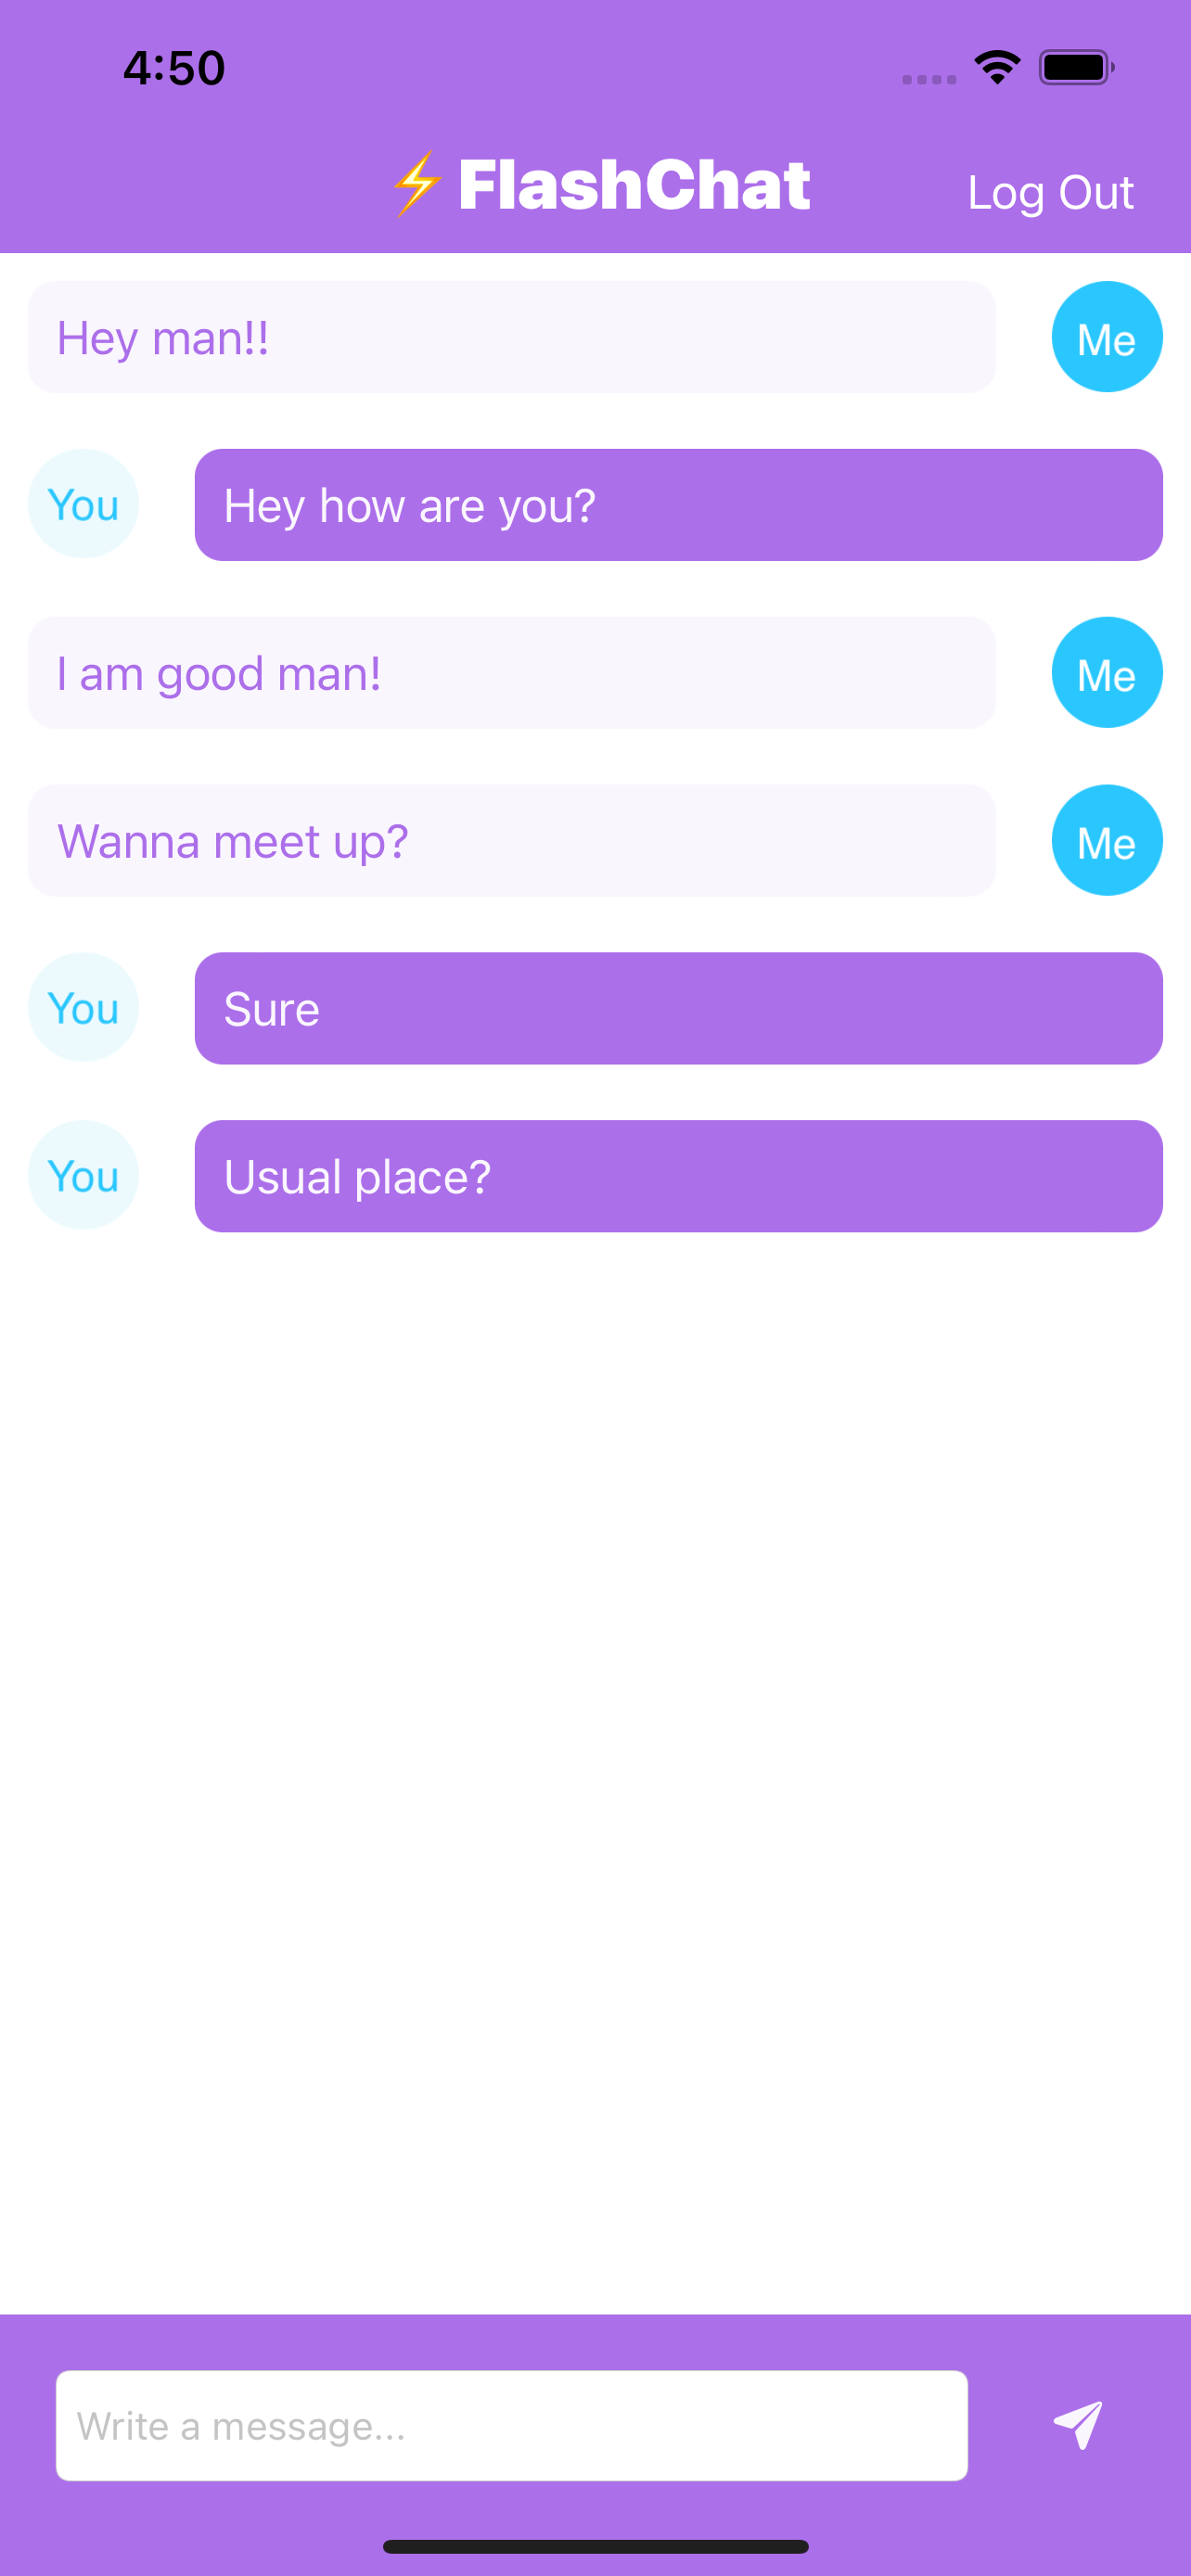 4:50
⚡FlashChat
Log Out
Hey man!!
Me
You
Hey how are you?
I am good man!
Me
Wanna meet up?
Me
You
Sure
You
Usual place?
Write a message...